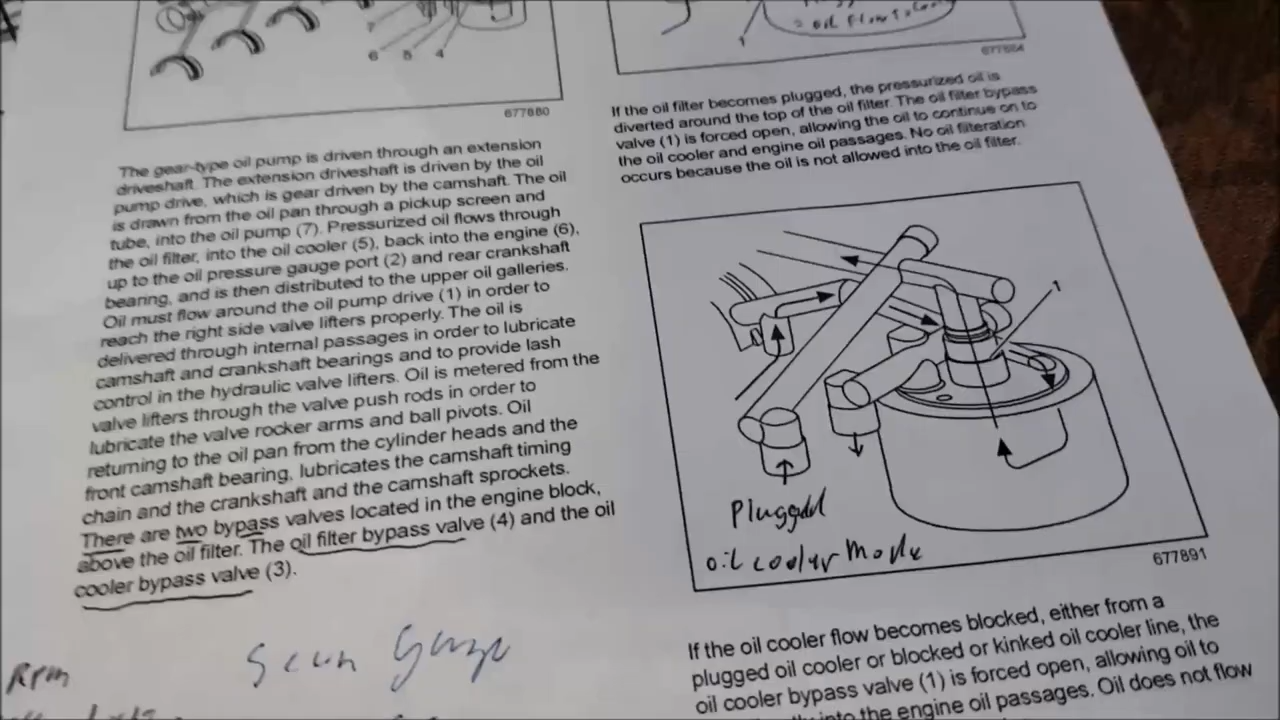 6 5 4
677880
The gear-type oil pump is driven through an extension
driveshaft. The extension driveshaft is driven by the oil
pump drive, which is gear driven by the camshaft. The oil
is drawn from the oil pan through a pickup screen and
tube, into the oil pump (7). Pressurized oil flows through
the oil filter, into the oil cooler (5), back into the engine (6),
up to the oil pressure gauge port (2) and rear crankshaft
bearing, and is then distributed to the upper oil galleries.
Oil must flow around the oil pump drive (1) in order to
reach the right side valve lifters properly. The oil is
delivered through internal passages in order to lubricate
camshaft and crankshaft bearings and to provide lash
control in the hydraulic valve lifters. Oil is metered from the
valve lifters through the valve push rods in order to
lubricate the valve rocker arms and ball pivots. Oil
returning to the oil pan from the cylinder heads and the
front camshaft bearing, lubricates the camshaft timing
chain and the crankshaft and the camshaft sprockets.
There are two bypass valves located in the engine block,
above the oil filter. The oil filter bypass valve (4) and the oil
cooler bypass valve (3).
Scan Gauge
Rpm
oil flow
1
677884
If the oil filter becomes plugged, the pressurized oil is
diverted around the top of the oil filter. The oil filter bypass
valve (1) is forced open, allowing the oil to continue on to
the oil cooler and engine oil passages. No oil filteration
occurs because the oil is not allowed into the oil filter.
1
Plugged
oil cooler Mode
677891
If the oil cooler flow becomes blocked, either from a
plugged oil cooler or blocked or kinked oil cooler line, the
oil cooler bypass valve (1) is forced open, allowing oil to
into the engine oil passages. Oil does not flow